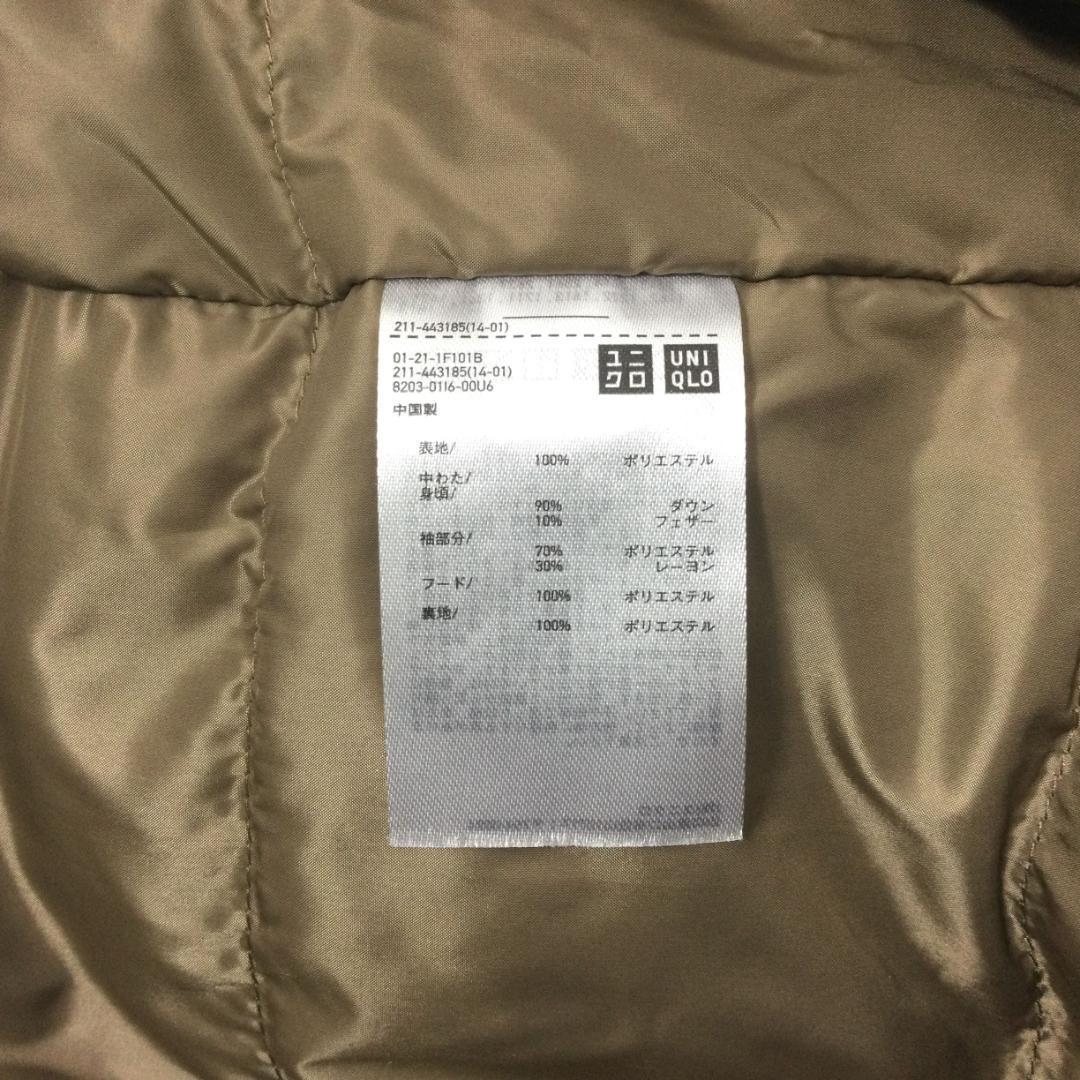 211-443185(14-01)
01-21-1F101B
211-443185(14-01)
8203-0116-00U6
ユニクロ
UNIQLO
中国製
表地/
100% ポリエステル
中わた/
身頃/
90% ダウン
10% フェザー
袖部分/
70% ポリエステル
30% レーヨン
フード/
100% ポリエステル
裏地/
100% ポリエステル